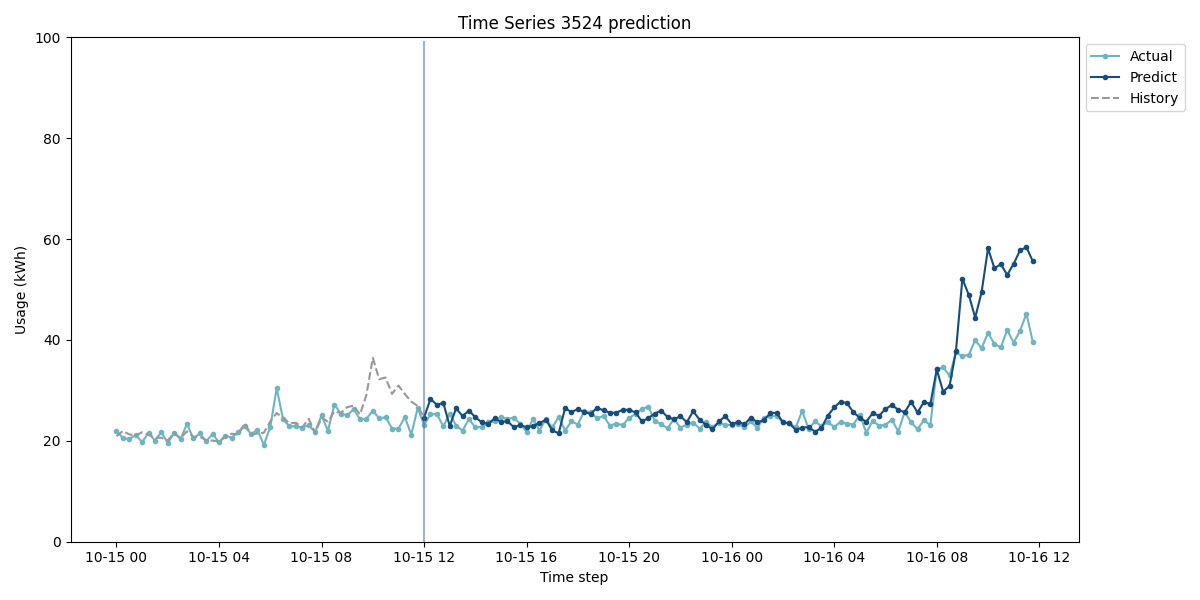 Time Series 3524 prediction
100
80
60
40
20
0
Usage (kWh)
10-15 00
10-15 04
10-15 08
10-15 12
10-15 16
10-15 20
10-16 00
10-16 04
10-16 08
10-16 12
Time step
Actual
Predict
History